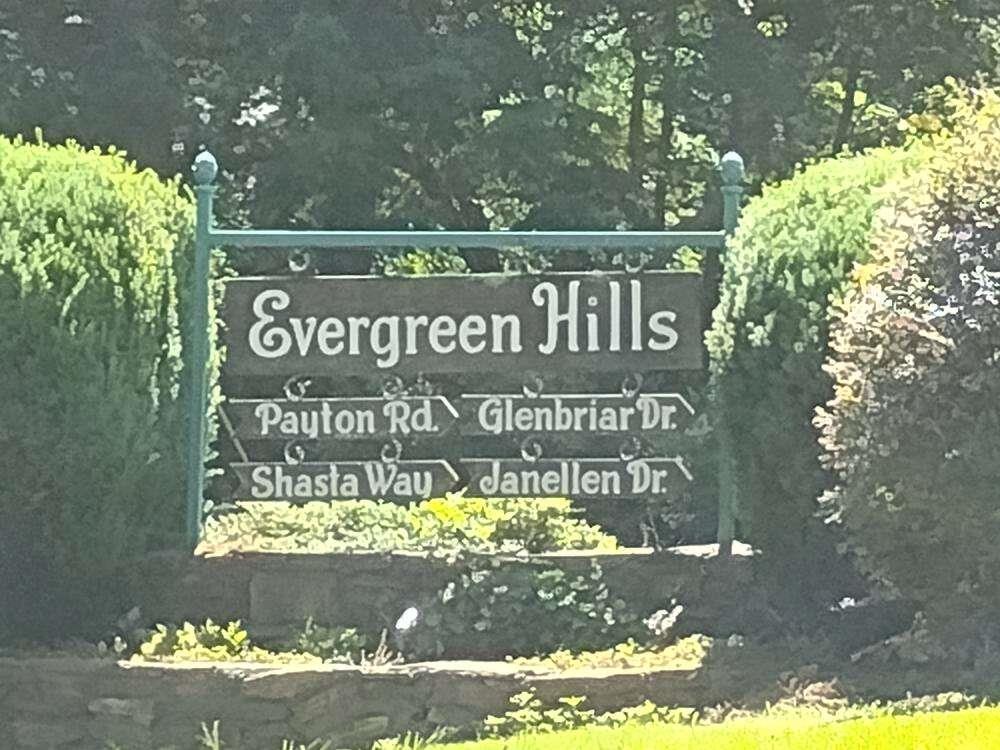 Evergreen Hills
Payton Rd. Glenbriar Dr.
Shasta Way Janellen Dr.